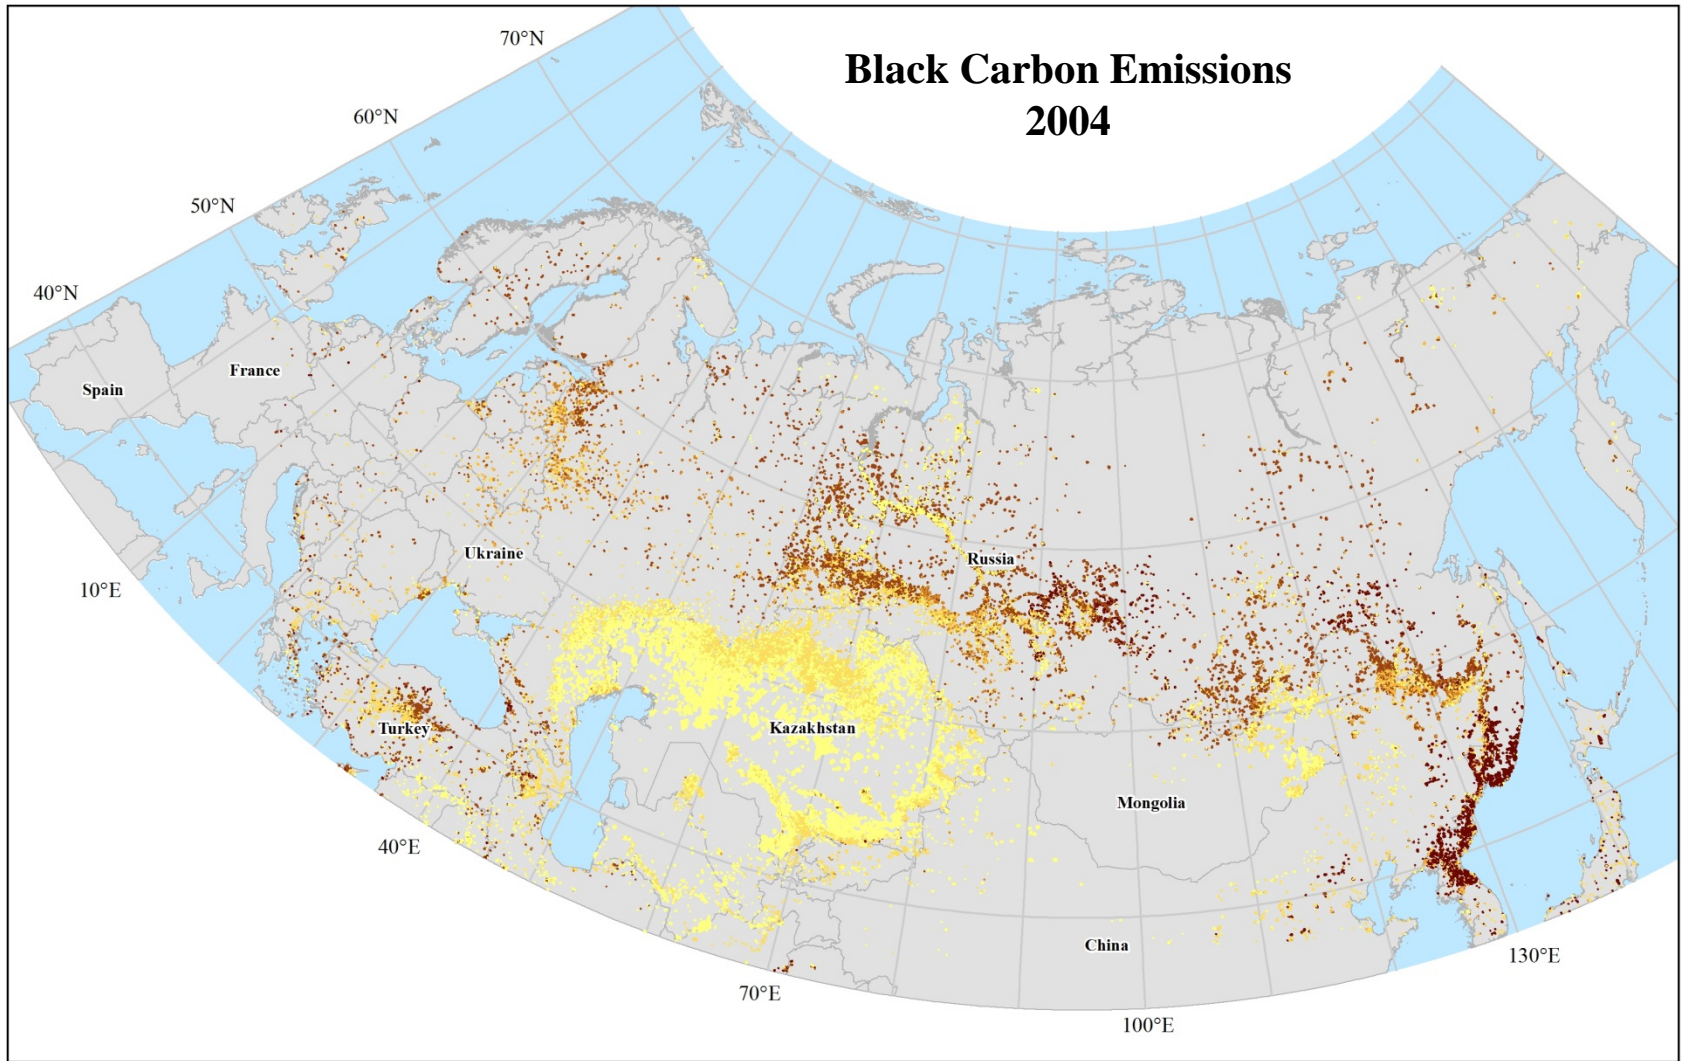 Black Carbon Emissions
2004
70°N
60°N
50°N
40°N
Spain
France
Ukraine
Russia
Turkey
Kazakhstan
Mongolia
China
10°E
40°E
70°E
100°E
130°E